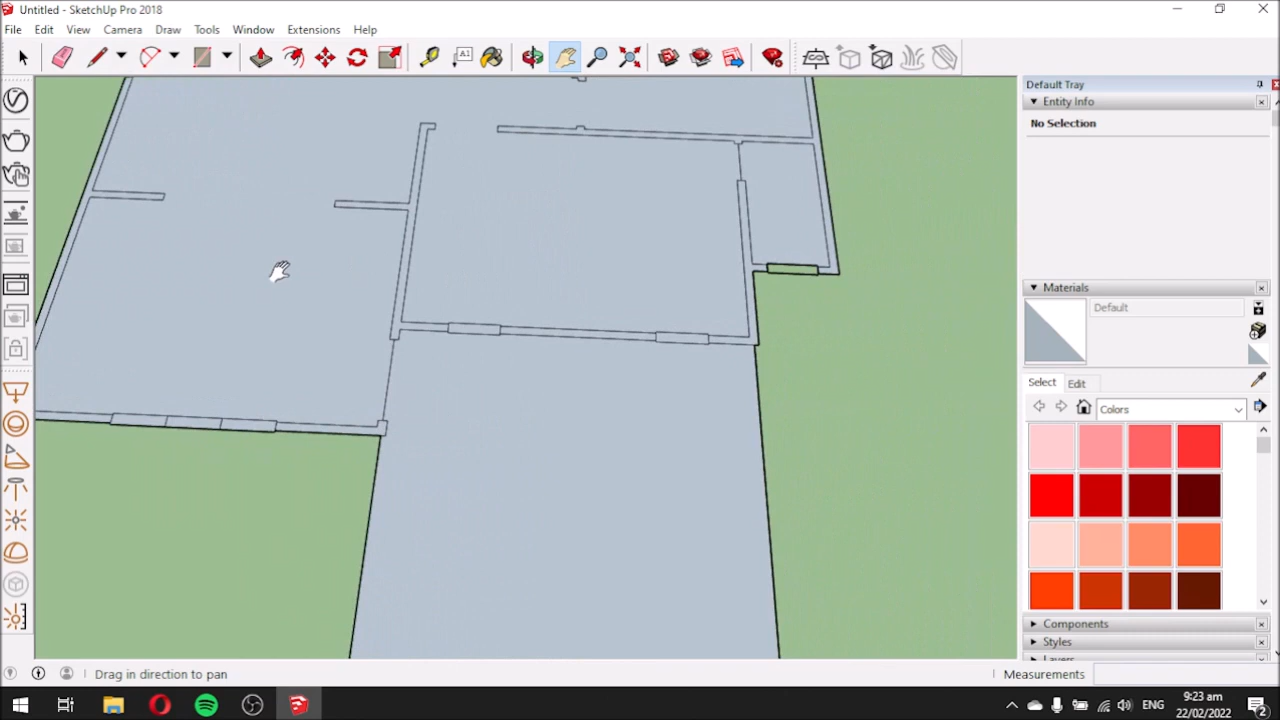 Untitled - SketchUp Pro 2018
File Edit View Camera Draw Tools Window Extensions Help
A1
Default Tray
Entity Info
No Selection
Materials
Default
Select Edit
Colors
Components
Styles
Drag in direction to pan
Measurements
ENG
9:23 am
22/02/2022
2